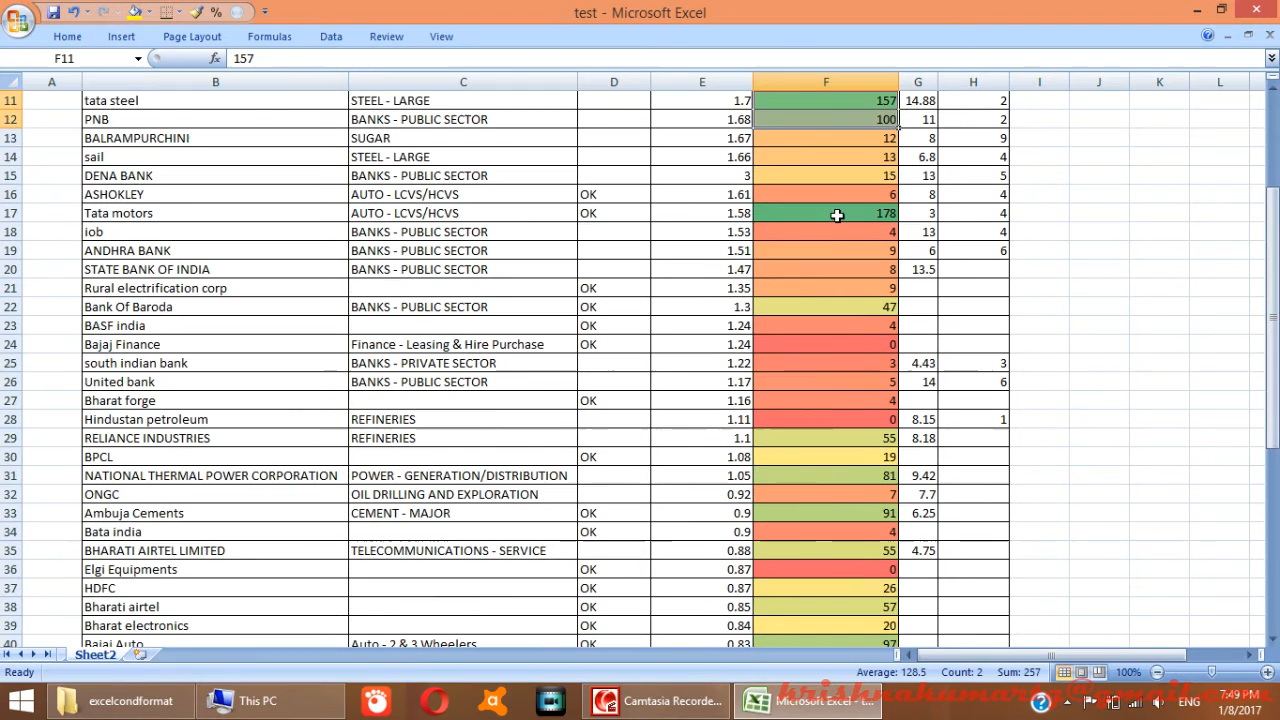 test - Microsoft Excel
%
Home Insert Page Layout Formulas Data Review View
F11 fx 157
A B C D E F G H I J K L
11 tata steel STEEL - LARGE 1.7 157 14.88 2
12 PNB BANKS - PUBLIC SECTOR 1.68 100 11 2
13 BALRAMPURCHINI SUGAR 1.67 12 8 9
14 sail STEEL - LARGE 1.66 13 6.8 4
15 DENA BANK BANKS - PUBLIC SECTOR 3 15 13 5
16 ASHOKLEY AUTO - LCVS/HCVS OK 1.61 6 8 4
17 Tata motors AUTO - LCVS/HCVS OK 1.58 178 3 4
18 iob BANKS - PUBLIC SECTOR 1.53 4 13 4
19 ANDHRA BANK BANKS - PUBLIC SECTOR 1.51 9 6 6
20 STATE BANK OF INDIA BANKS - PUBLIC SECTOR 1.47 8 13.5
21 Rural electrification corp OK 1.35 9
22 Bank Of Baroda BANKS - PUBLIC SECTOR OK 1.3 47
23 BASF india OK 1.24 4
24 Bajaj Finance Finance - Leasing & Hire Purchase OK 1.24 0
25 south indian bank BANKS - PRIVATE SECTOR 1.22 3 4.43 3
26 United bank BANKS - PUBLIC SECTOR 1.17 5 14 6
27 Bharat forge OK 1.16 4
28 Hindustan petroleum REFINERIES 1.11 0 8.15 1
29 RELIANCE INDUSTRIES REFINERIES 1.1 55 8.18
30 BPCL OK 1.08 19
31 NATIONAL THERMAL POWER CORPORATION POWER - GENERATION/DISTRIBUTION 1.05 81 9.42
32 ONGC OIL DRILLING AND EXPLORATION 0.92 7 7.7
33 Ambuja Cements CEMENT - MAJOR OK 0.9 91 6.25
34 Bata india OK 0.9 4
35 BHARATI AIRTEL LIMITED TELECOMMUNICATIONS - SERVICE 0.88 55 4.75
36 Elgi Equipments OK 0.87 0
37 HDFC OK 0.87 26
38 Bharati airtel OK 0.85 57
39 Bharat electronics OK 0.84 20
40 Bajaj Auto Auto - 2 & 3 Wheelers OK 0.83 97
Sheet2
Ready Average: 128.5 Count: 2 Sum: 257 100%
excelcondformat This PC Camtasia Recorde... Microsoft Excel - t... ENG 7:49 PM
1/8/2017